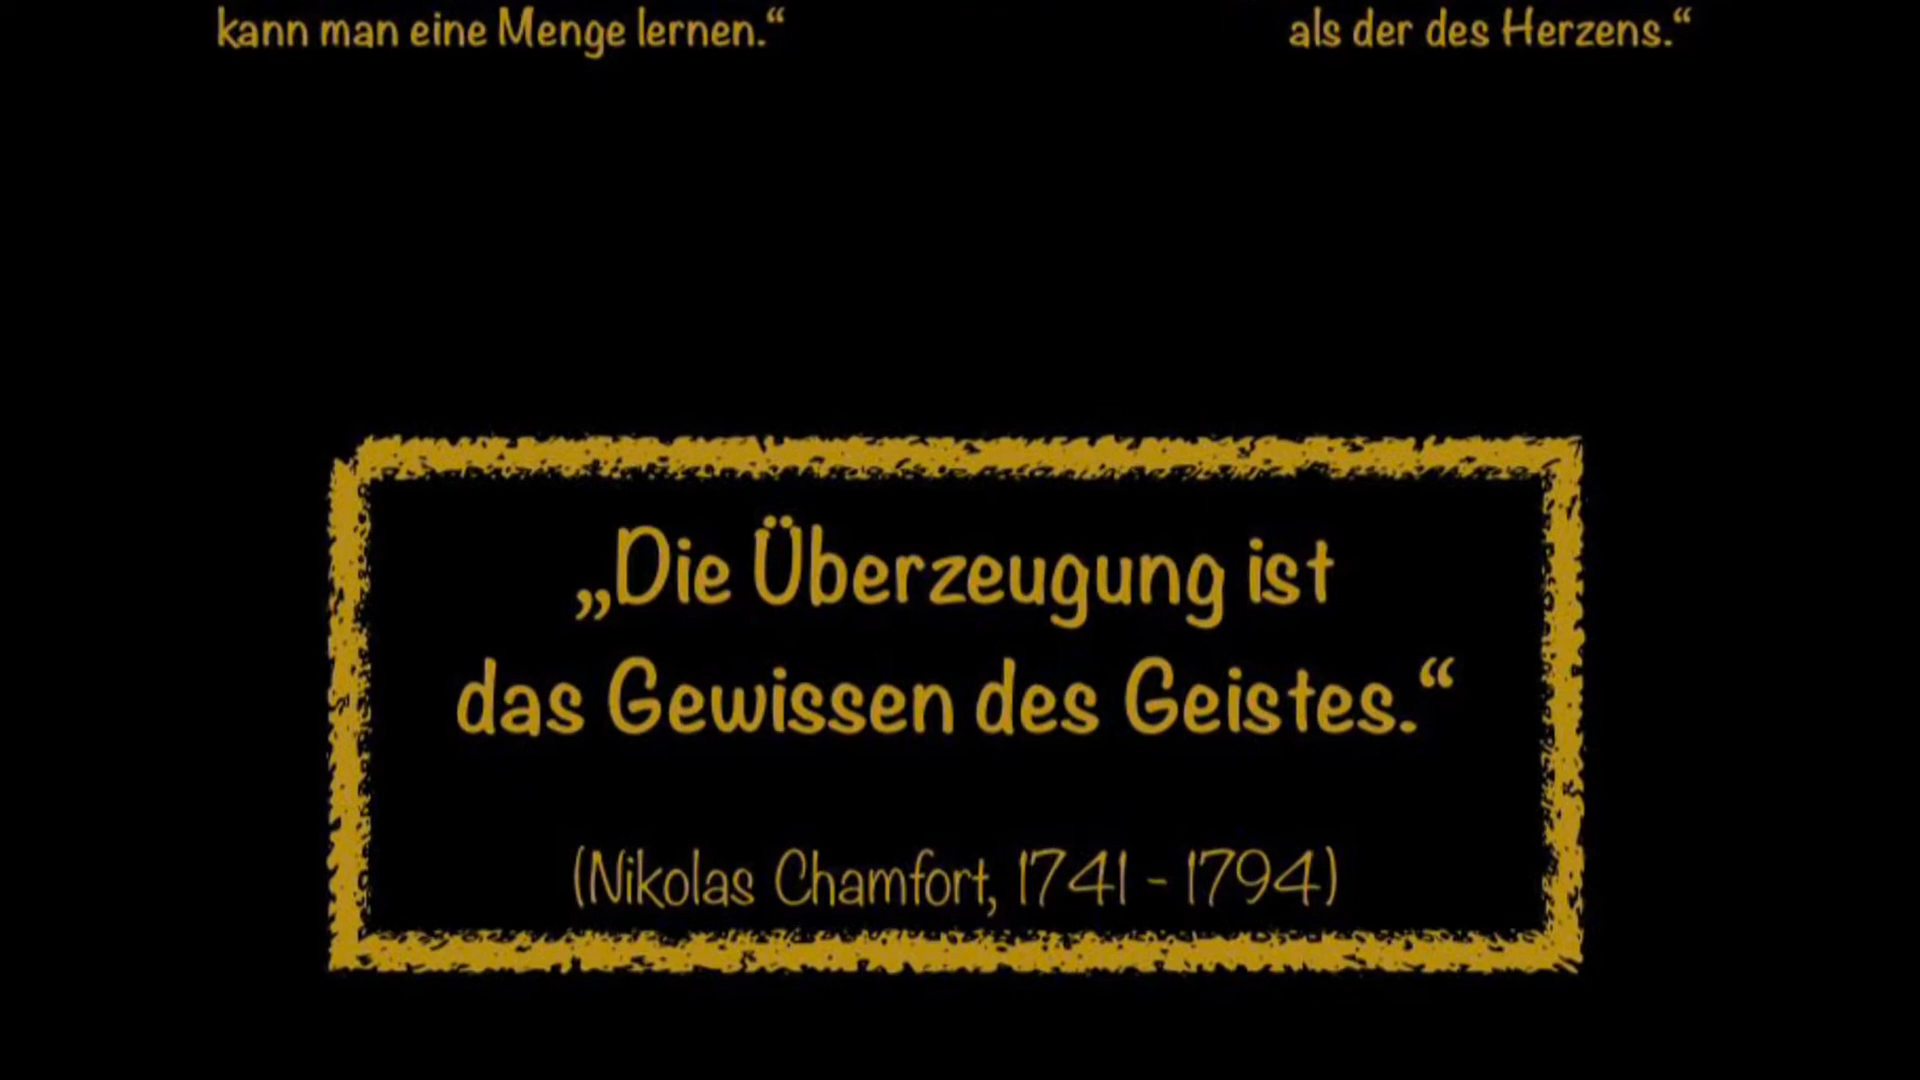 kann man eine Menge lernen.“
als der des Herzens.“
„Die Überzeugung ist
das Gewissen des Geistes.“
(Nikolas Chamfort, 1741 - 1794)